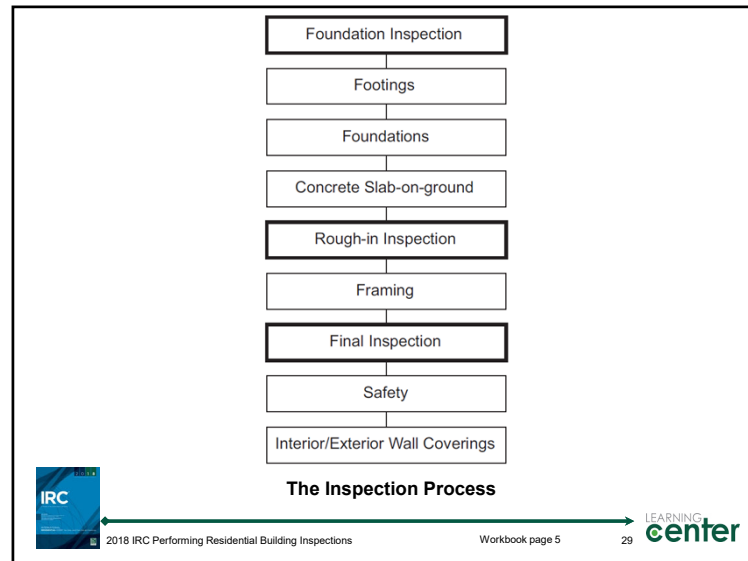 Foundation Inspection
Footings
Foundations
Concrete Slab-on-ground
Rough-in Inspection
Framing
Final Inspection
Safety
Interior/Exterior Wall Coverings
The Inspection Process
IRC
2018 IRC Performing Residential Building Inspections
Workbook page 5
29
LEARNING
center